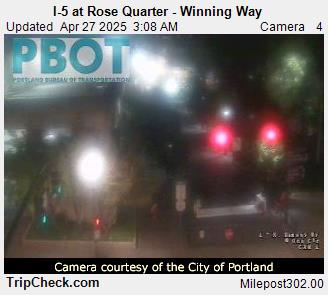 I-5 at Rose Quarter - Winning Way
Updated Apr 27 2025 3:08 AM Camera 4
PBOT
PORTLAND BUREAU OF TRANSPORTATION
Camera courtesy of the City of Portland
TripCheck.com Milepost302.00